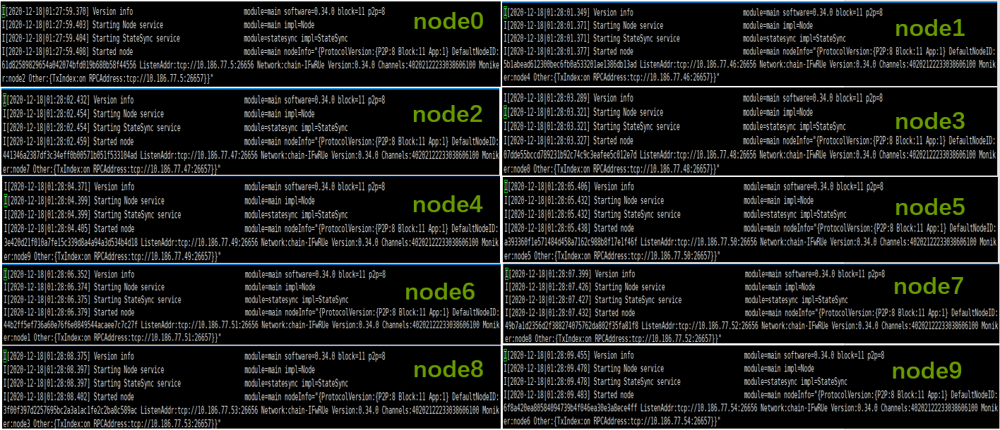 I[2020-12-18|01:27:59.370] Version info module=main software=0.34.0 block=11 p2p=8
I[2020-12-18|01:27:59.403] Starting Node service module=main impl=Node
I[2020-12-18|01:27:59.404] Starting StateSync service module=statesync impl=StateSync
I[2020-12-18|01:27:59.408] Started node module=main nodeInfo="{ProtocolVersion:{P2P:8 Block:11 App:1} DefaultNodeID:
61d82589829654a042074bfd019b680b58f44556 ListenAddr:tcp://10.186.77.5:26656 Network:chain-IFwRUe Version:0.34.0 Channels:40202122233038606100 Monike
r:node2 Other:{TxIndex:on RPCAddress:tcp://10.186.77.5:26657}}"
node0
I[2020-12-18|01:28:01.349] Version info module=main software=0.34.0 block=11 p2p=8
I[2020-12-18|01:28:01.371] Starting Node service module=main impl=Node
I[2020-12-18|01:28:01.371] Starting StateSync service module=statesync impl=StateSync
I[2020-12-18|01:28:01.377] Started node module=main nodeInfo="{ProtocolVersion:{P2P:8 Block:11 App:1} DefaultNodeID:
5b1abead612300bec6fb0a533201ae1386db13ad ListenAddr:tcp://10.186.77.46:26656 Network:chain-IFwRUe Version:0.34.0 Channels:40202122233038606100 Monik
er:node4 Other:{TxIndex:on RPCAddress:tcp://10.186.77.46:26657}}"
node1
I[2020-12-18|01:28:02.432] Version info module=main software=0.34.0 block=11 p2p=8
I[2020-12-18|01:28:02.454] Starting Node service module=main impl=Node
I[2020-12-18|01:28:02.454] Starting StateSync service module=statesync impl=StateSync
I[2020-12-18|01:28:02.459] Started node module=main nodeInfo="{ProtocolVersion:{P2P:8 Block:11 App:1} DefaultNodeID:
441346a2387df3c34eff0b00571b051f533104ad ListenAddr:tcp://10.186.77.47:26656 Network:chain-IFwRUe Version:0.34.0 Channels:40202122233038606100 Monik
er:node7 Other:{TxIndex:on RPCAddress:tcp://10.186.77.47:26657}}"
node2
I[2020-12-18|01:28:03.289] Version info module=main software=0.34.0 block=11 p2p=8
I[2020-12-18|01:28:03.321] Starting Node service module=main impl=Node
I[2020-12-18|01:28:03.321] Starting StateSync service module=statesync impl=StateSync
I[2020-12-18|01:28:03.327] Started node module=main nodeInfo="{ProtocolVersion:{P2P:8 Block:11 App:1} DefaultNodeID:
07dde55bccd789231b92c74c9c3eafee5c012e7d ListenAddr:tcp://10.186.77.48:26656 Network:chain-IFwRUe Version:0.34.0 Channels:40202122233038606100 Monik
er:node0 Other:{TxIndex:on RPCAddress:tcp://10.186.77.48:26657}}"
node3
I[2020-12-18|01:28:04.371] Version info module=main software=0.34.0 block=11 p2p=8
I[2020-12-18|01:28:04.399] Starting Node service module=main impl=Node
I[2020-12-18|01:28:04.399] Starting StateSync service module=statesync impl=StateSync
I[2020-12-18|01:28:04.405] Started node module=main nodeInfo="{ProtocolVersion:{P2P:8 Block:11 App:1} DefaultNodeID:
3e420d21f010a7fe15c339d8a4a94a3d534b4d18 ListenAddr:tcp://10.186.77.49:26656 Network:chain-IFwRUe Version:0.34.0 Channels:40202122233038606100 Monik
er:node9 Other:{TxIndex:on RPCAddress:tcp://10.186.77.49:26657}}"
node4
I[2020-12-18|01:28:05.406] Version info module=main software=0.34.0 block=11 p2p=8
I[2020-12-18|01:28:05.432] Starting Node service module=main impl=Node
I[2020-12-18|01:28:05.432] Starting StateSync service module=statesync impl=StateSync
I[2020-12-18|01:28:05.438] Started node module=main nodeInfo="{ProtocolVersion:{P2P:8 Block:11 App:1} DefaultNodeID:
a393360f1e571484d458a7162c988b8f17e1f46f ListenAddr:tcp://10.186.77.50:26656 Network:chain-IFwRUe Version:0.34.0 Channels:40202122233038606100 Monik
er:node5 Other:{TxIndex:on RPCAddress:tcp://10.186.77.50:26657}}"
node5
I[2020-12-18|01:28:06.352] Version info module=main software=0.34.0 block=11 p2p=8
I[2020-12-18|01:28:06.374] Starting Node service module=main impl=Node
I[2020-12-18|01:28:06.375] Starting StateSync service module=statesync impl=StateSync
I[2020-12-18|01:28:06.379] Started node module=main nodeInfo="{ProtocolVersion:{P2P:8 Block:11 App:1} DefaultNodeID:
44b2ff5ef736a60e76f6e0849544acaee7c7c27f ListenAddr:tcp://10.186.77.51:26656 Network:chain-IFwRUe Version:0.34.0 Channels:40202122233038606100 Monik
er:node1 Other:{TxIndex:on RPCAddress:tcp://10.186.77.51:26657}}"
node6
I[2020-12-18|01:28:07.399] Version info module=main software=0.34.0 block=11 p2p=8
I[2020-12-18|01:28:07.426] Starting Node service module=main impl=Node
I[2020-12-18|01:28:07.427] Starting StateSync service module=statesync impl=StateSync
I[2020-12-18|01:28:07.432] Started node module=main nodeInfo="{ProtocolVersion:{P2P:8 Block:11 App:1} DefaultNodeID:
49b7a1d2356d2f388274075762da802f35fa81f8 ListenAddr:tcp://10.186.77.52:26656 Network:chain-IFwRUe Version:0.34.0 Channels:40202122233038606100 Monik
er:node8 Other:{TxIndex:on RPCAddress:tcp://10.186.77.52:26657}}"
node7
I[2020-12-18|01:28:08.375] Version info module=main software=0.34.0 block=11 p2p=8
I[2020-12-18|01:28:08.397] Starting Node service module=main impl=Node
I[2020-12-18|01:28:08.397] Starting StateSync service module=statesync impl=StateSync
I[2020-12-18|01:28:08.402] Started node module=main nodeInfo="{ProtocolVersion:{P2P:8 Block:11 App:1} DefaultNodeID:
3f00f397d2257695bc2a3a1ac1fe2c2ba8c589ac ListenAddr:tcp://10.186.77.53:26656 Network:chain-IFwRUe Version:0.34.0 Channels:40202122233038606100 Monik
er:node3 Other:{TxIndex:on RPCAddress:tcp://10.186.77.53:26657}}"
node8
I[2020-12-18|01:28:09.455] Version info module=main software=0.34.0 block=11 p2p=8
I[2020-12-18|01:28:09.478] Starting Node service module=main impl=Node
I[2020-12-18|01:28:09.478] Starting StateSync service module=statesync impl=StateSync
I[2020-12-18|01:28:09.483] Started node module=main nodeInfo="{ProtocolVersion:{P2P:8 Block:11 App:1} DefaultNodeID:
6f8a420ea80584094739b4f046ea30e3a8ece4ff ListenAddr:tcp://10.186.77.54:26656 Network:chain-IFwRUe Version:0.34.0 Channels:40202122233038606100 Monik
er:node6 Other:{TxIndex:on RPCAddress:tcp://10.186.77.54:26657}}"
node9